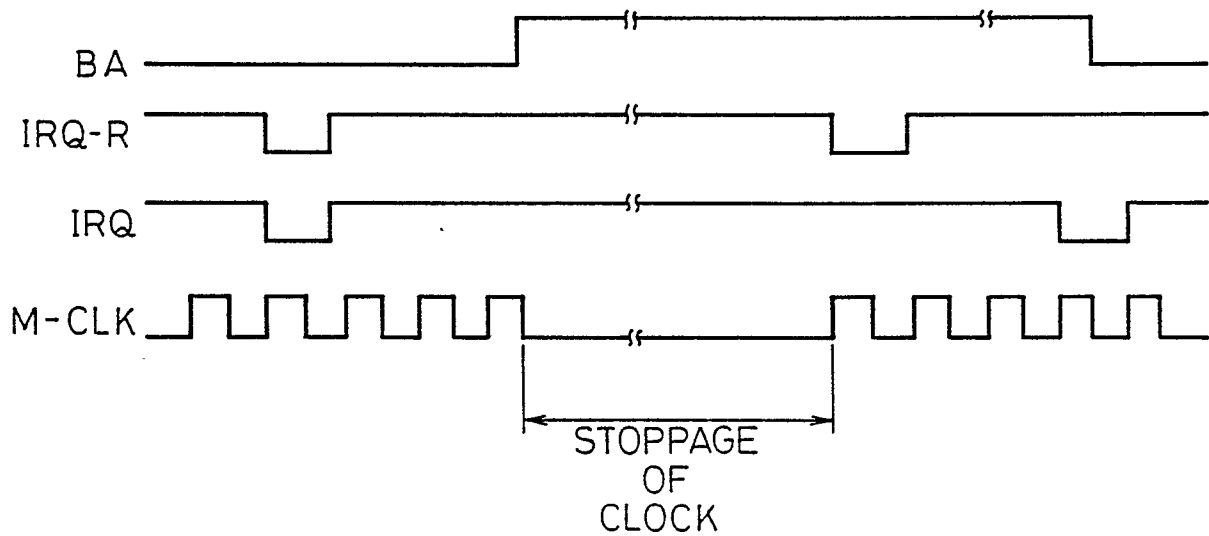 BA
IRQ-R
IRQ
M-CLK
STOPPAGE
OF
CLOCK